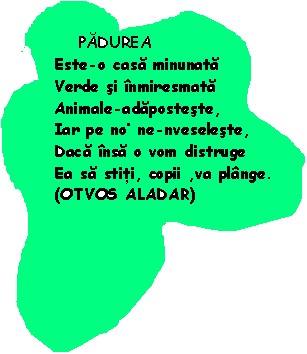 PĂDUREA
Este-o casă minunată
Verde şi înmiresmată
Animale-adăposteşte,
Iar pe no' ne-nveseleşte,
Dacă însă o vom distruge
Ea să stiţi, copii ,va plânge.
(OTVOS ALADAR)